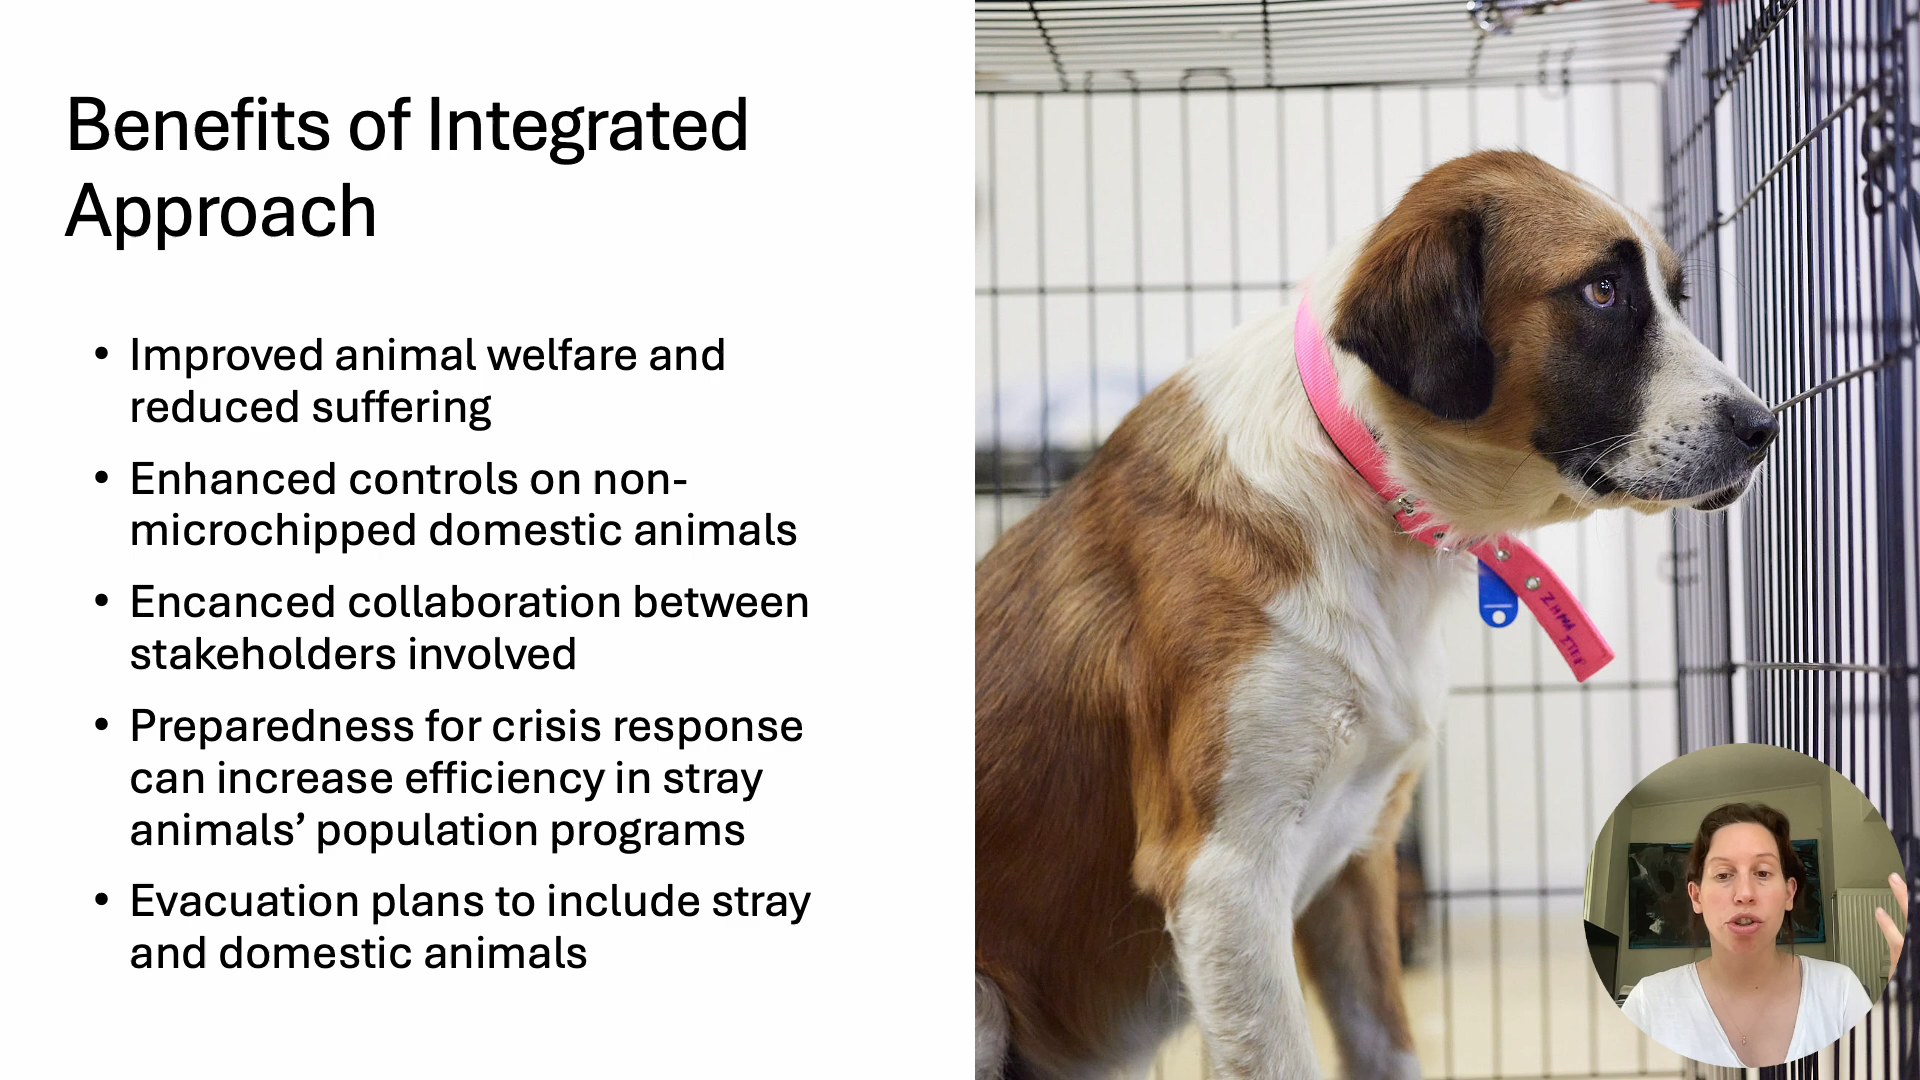 Benefits of Integrated
Approach
• Improved animal welfare and
reduced suffering
• Enhanced controls on non-
microchipped domestic animals
• Encanced collaboration between
stakeholders involved
• Preparedness for crisis response
can increase efficiency in stray
animals’ population programs
• Evacuation plans to include stray
and domestic animals